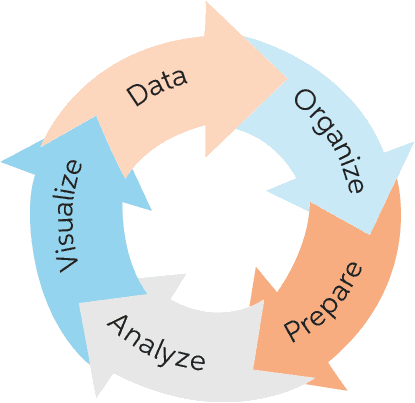 Data
Organize
Prepare
Analyze
Visualize